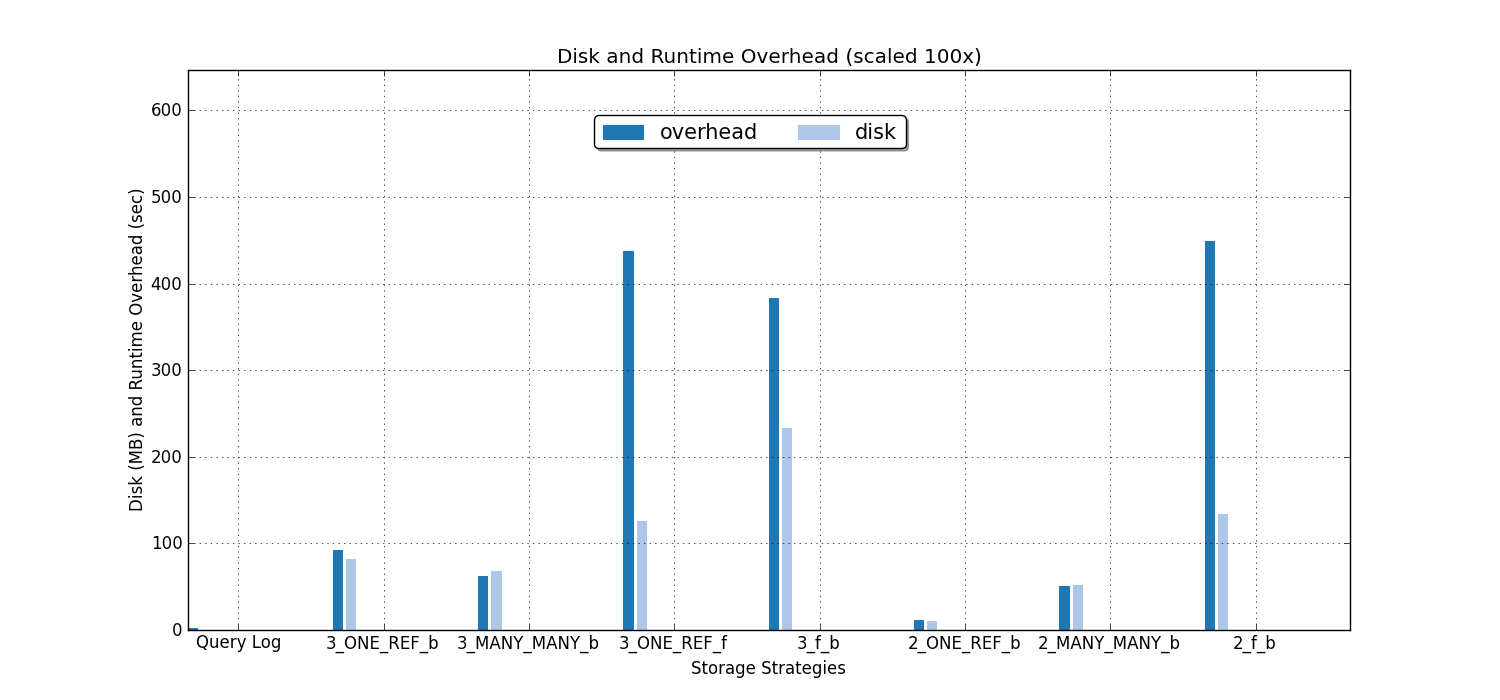 Disk and Runtime Overhead (scaled 100x)
overhead disk
Disk (MB) and Runtime Overhead (sec)
600
500
400
300
200
100
0
Query Log 3_ONE_REF_b 3_MANY_MANY_b 3_ONE_REF_f 3_f_b 2_ONE_REF_b 2_MANY_MANY_b 2_f_b
Storage Strategies